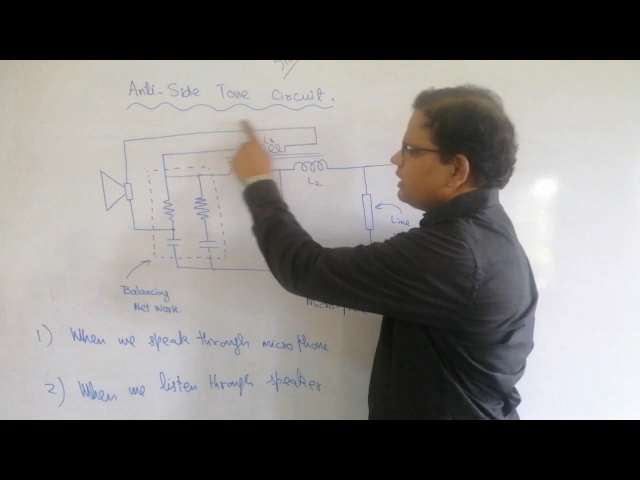 Anti-Side Tone Circuit.
L2
Line
Balancing
Net Work
1) When we speak through microphone
2) When we listen through speaker.